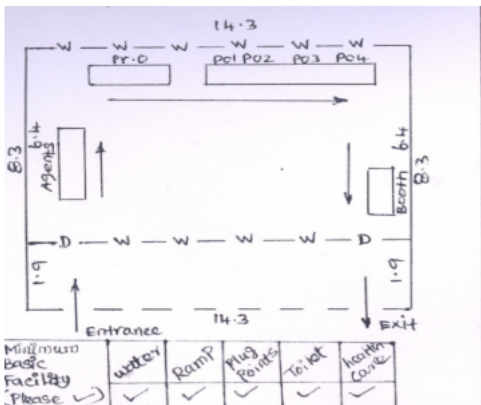 14.3
W W W W W W
Pr.O PO1 PO2 PO3 PO4
8.3 6.4 Agents Booth 6.4 8.3
D W W W W D
1.9 1.9
14.3
Entrance Exit
Minimum Basic Facility (Please ✓) water Ramp Plug Points Toilet health care
✓ ✓ ✓ ✓ ✓